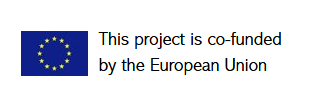 This project is co-funded
by the European Union